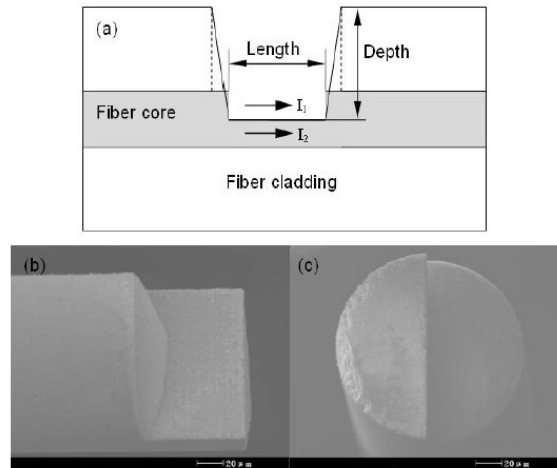 (a)
Length
Depth
Fiber core
I₁
I₂
Fiber cladding
(b)
20 μm
(c)
20 μm